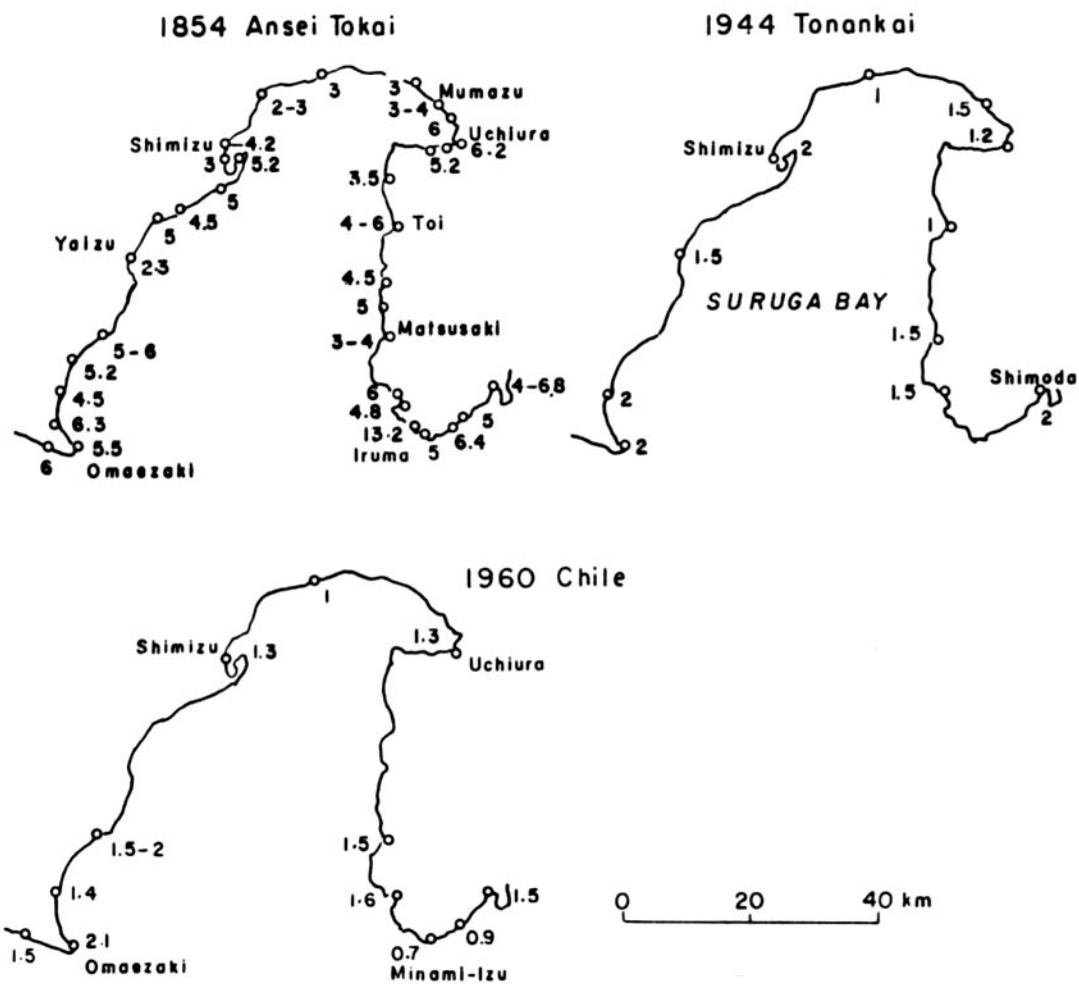 1854 Ansei Tokai
3
2-3
3
Mumazu
3-4
6
Uchiura
6.2
5.2
Shimizu
4.2
3
5.2
3.5
5
4.5
5
4-6
Toi
Yaizu
2-3
4.5
5
Matsusaki
3-4
5-6
5.2
4.5
6.3
6
5.5
Omaezaki
6
4.8
13.2
Iruma
5
6.4
5
4-6.8
1944 Tonankai
1
1.5
1.2
Shimizu
2
1
1.5
SURUGA BAY
1.5
1.5
Shimoda
2
2
2
1960 Chile
1
Shimizu
1.3
1.3
Uchiura
1.5-2
1.5
1.4
1.6
1.5
2.1
1.5
Omaezaki
0.7
0.9
Minami-Izu
0 20 40 km